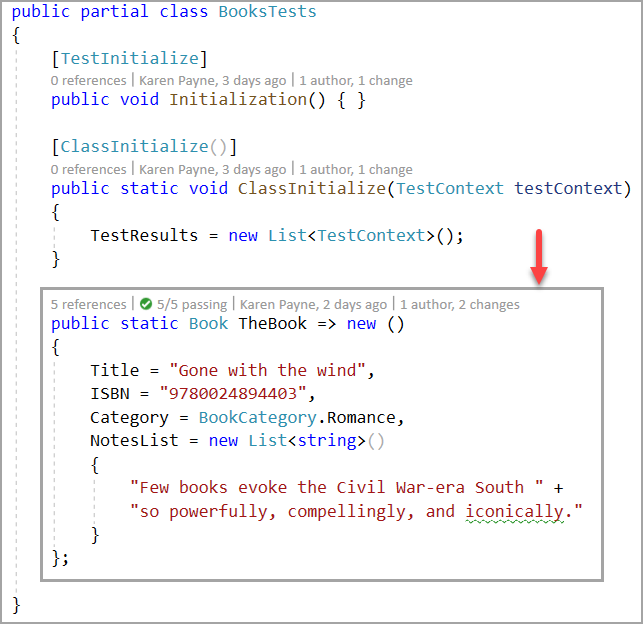 public partial class BooksTests
{
[TestInitialize]
0 references | Karen Payne, 3 days ago | 1 author, 1 change
public void Initialization() { }
[ClassInitialize()]
0 references | Karen Payne, 3 days ago | 1 author, 1 change
public static void ClassInitialize(TestContext testContext)
{
TestResults = new List<TestContext>();
}
5 references | 5/5 passing | Karen Payne, 2 days ago | 1 author, 2 changes
public static Book TheBook => new ()
{
Title = "Gone with the wind",
ISBN = "9780024894403",
Category = BookCategory.Romance,
NotesList = new List<string>()
{
"Few books evoke the Civil War-era South " +
"so powerfully, compellingly, and iconically."
}
};
}